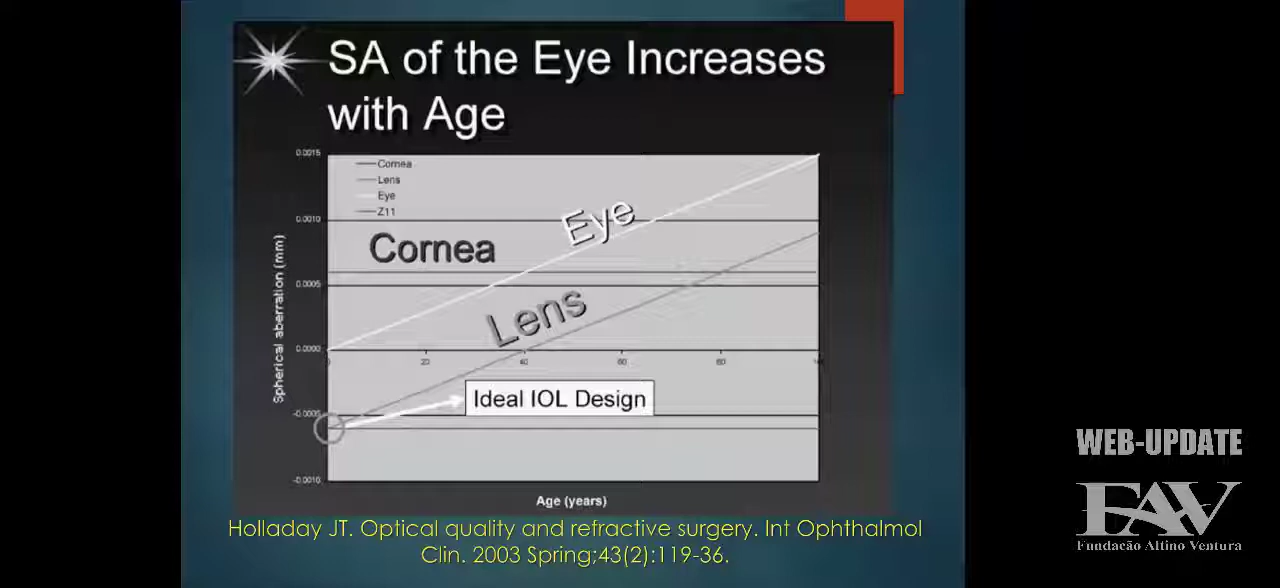 SA of the Eye Increases
with Age
0.0015
Cornea
Lens
Eye
Z11
0.0010
Eye
Cornea
0.0005
Lens
0.0000
20
40
60
80
Spherical aberration (mm)
Ideal IOL Design
-0.0005
-0.0010
Age (years)
Holladay JT. Optical quality and refractive surgery. Int Ophthalmol
Clin. 2003 Spring;43(2):119-36.
WEB-UPDATE
FAV
Fundação Altino Ventura